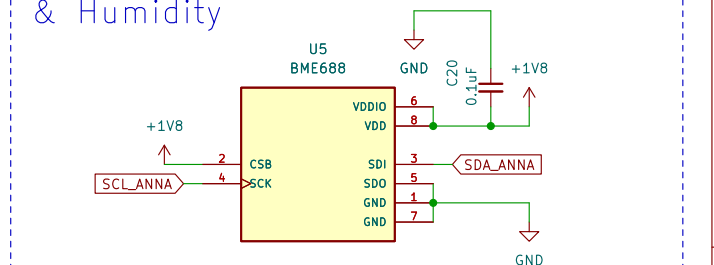 & Humidity
U5
BME688
GND
C20
0.1uF
+1V8
VDDIO 6
VDD 8
+1V8
2 CSB
SDI 3
SDA_ANNA
SCL_ANNA
4 SCK
SDO 5
GND 1
GND 7
GND